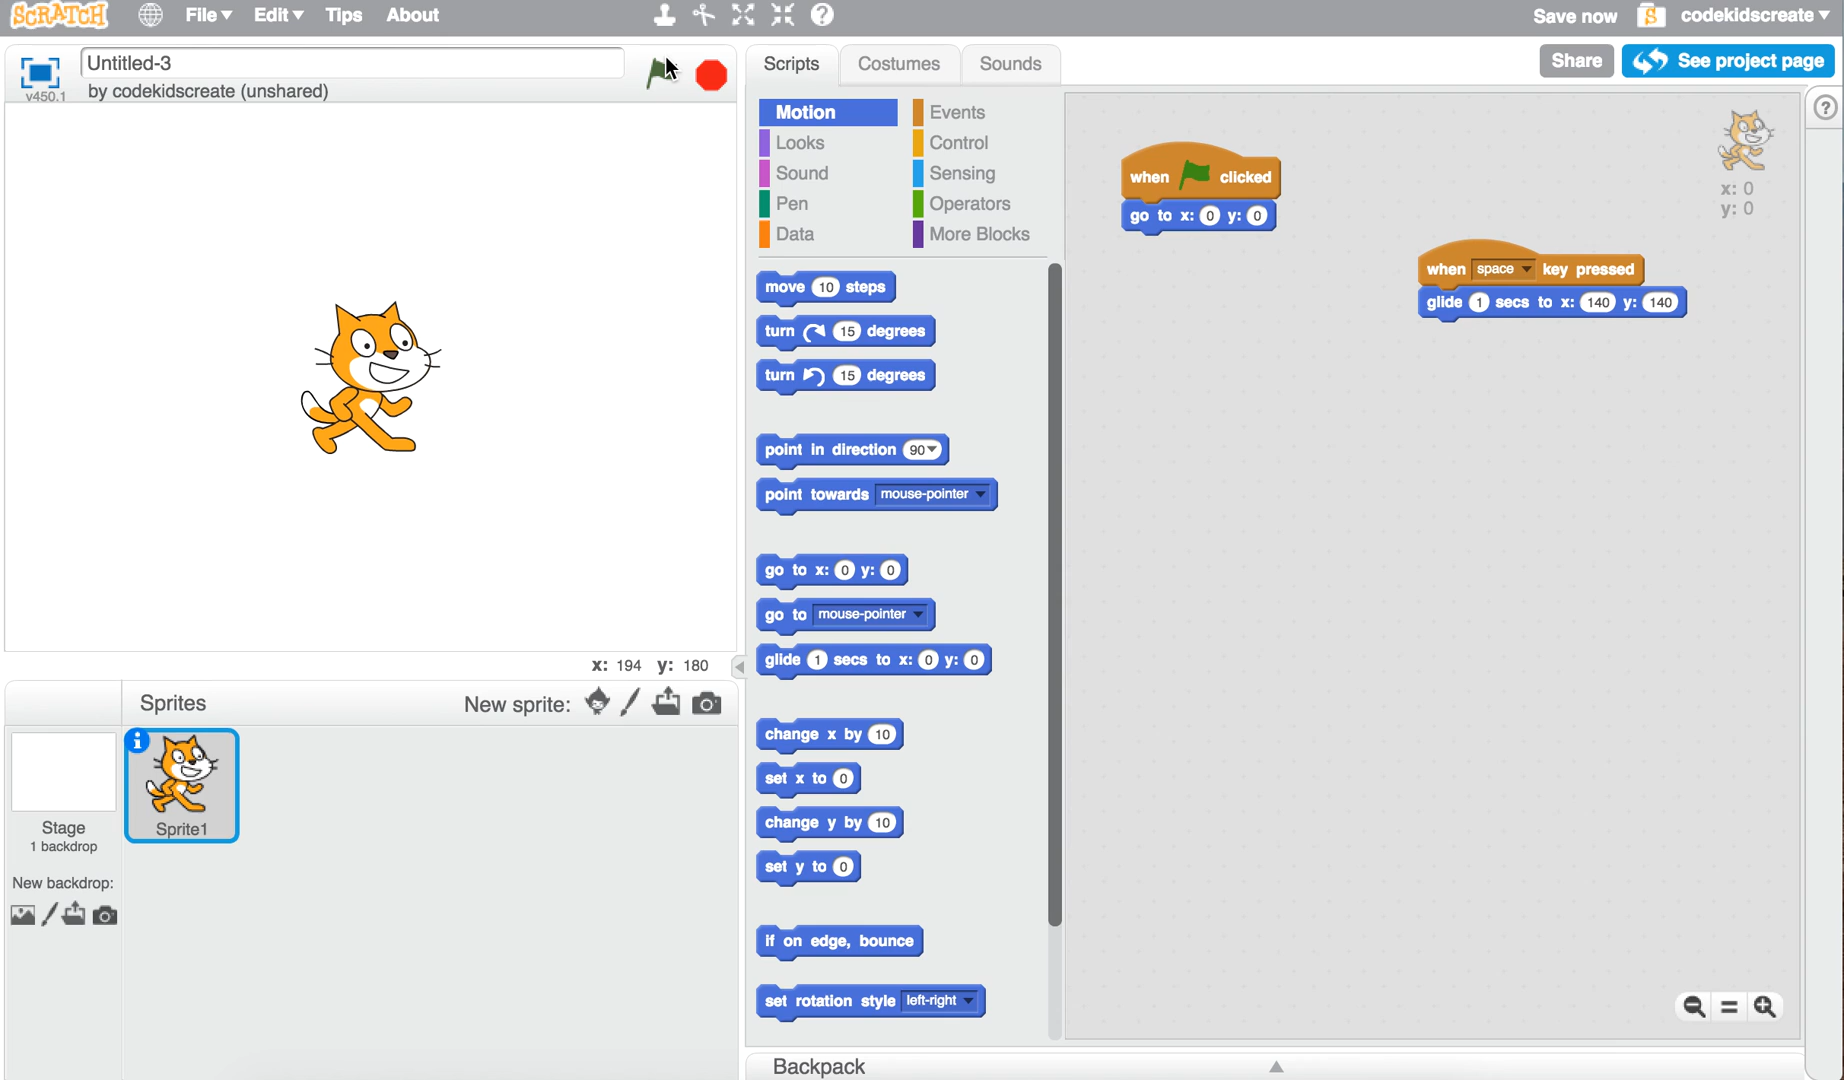 SCRATCH File▼ Edit▼ Tips About Save now codekidscreate▼
Untitled-3
v450.1 by codekidscreate (unshared)
Scripts Costumes Sounds Share See project page
Motion Events
Looks Control
Sound Sensing
Pen Operators
Data More Blocks
move 10 steps
turn 15 degrees
turn 15 degrees
point in direction 90▼
point towards mouse-pointer
go to x: 0 y: 0
go to mouse-pointer
glide 1 secs to x: 0 y: 0
change x by 10
set x to 0
change y by 10
set y to 0
if on edge, bounce
set rotation style left-right
when clicked
go to x: 0 y: 0
when space key pressed
glide 1 secs to x: 140 y: 140
x: 0
y: 0
?
x: 194 y: 180
Sprites New sprite:
Sprite1
Stage
1 backdrop
New backdrop:
Backpack